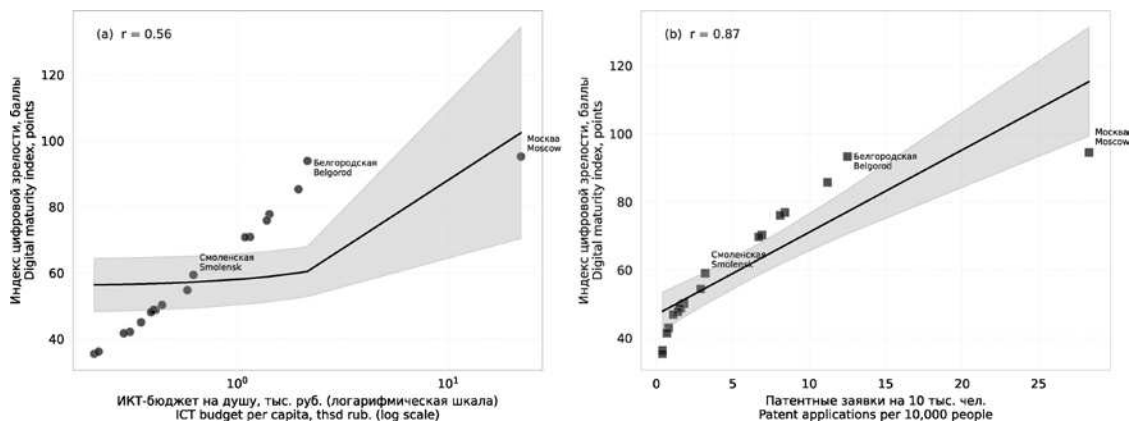 (a) r = 0.56
120
100
80
60
40
Индекс цифровой зрелости, баллы
Digital maturity index, points
Москва
Moscow
Белгородская
Belgorod
Смоленская
Smolensk
10⁰
10¹
ИКТ-бюджет на душу, тыс. руб. (логарифмическая шкала)
ICT budget per capita, thsd rub. (log scale)
(b) r = 0.87
120
100
80
60
40
Индекс цифровой зрелости, баллы
Digital maturity index, points
Москва
Moscow
Белгородская
Belgorod
Смоленская
Smolensk
0
5
10
15
20
25
Патентные заявки на 10 тыс. чел.
Patent applications per 10,000 people